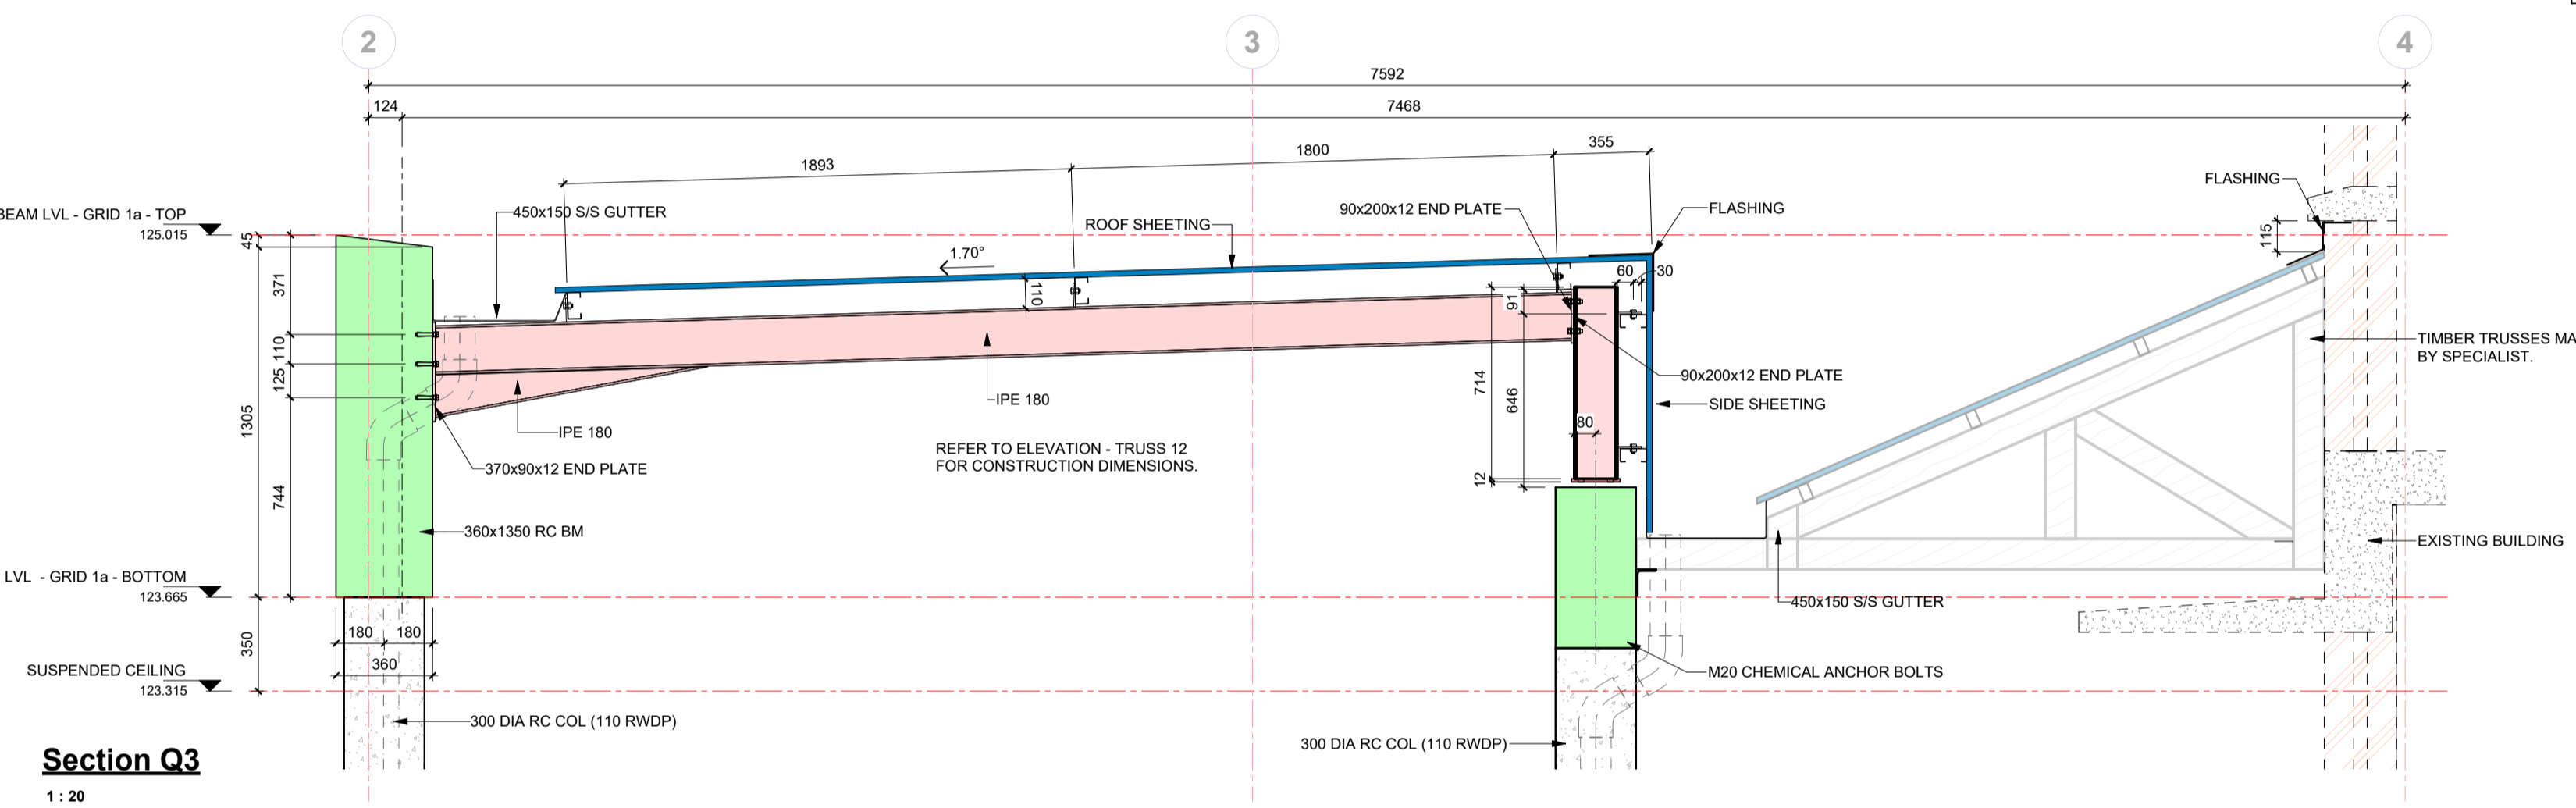 2
3
4
7592
124
7468
1893
1800
355
FLASHING
BEAM LVL - GRID 1a - TOP
125.015
450x150 S/S GUTTER
90x200x12 END PLATE
FLASHING
ROOF SHEETING
45
115
1.70°
60
30
371
110
91
110
TIMBER TRUSSES MA
BY SPECIALIST.
125
714
90x200x12 END PLATE
646
IPE 180
SIDE SHEETING
1305
80
IPE 180
REFER TO ELEVATION - TRUSS 12
FOR CONSTRUCTION DIMENSIONS.
370x90x12 END PLATE
12
744
360x1350 RC BM
EXISTING BUILDING
LVL - GRID 1a - BOTTOM
123.665
450x150 S/S GUTTER
180
180
350
360
SUSPENDED CEILING
123.315
M20 CHEMICAL ANCHOR BOLTS
300 DIA RC COL (110 RWDP)
300 DIA RC COL (110 RWDP)
Section Q3
1 : 20